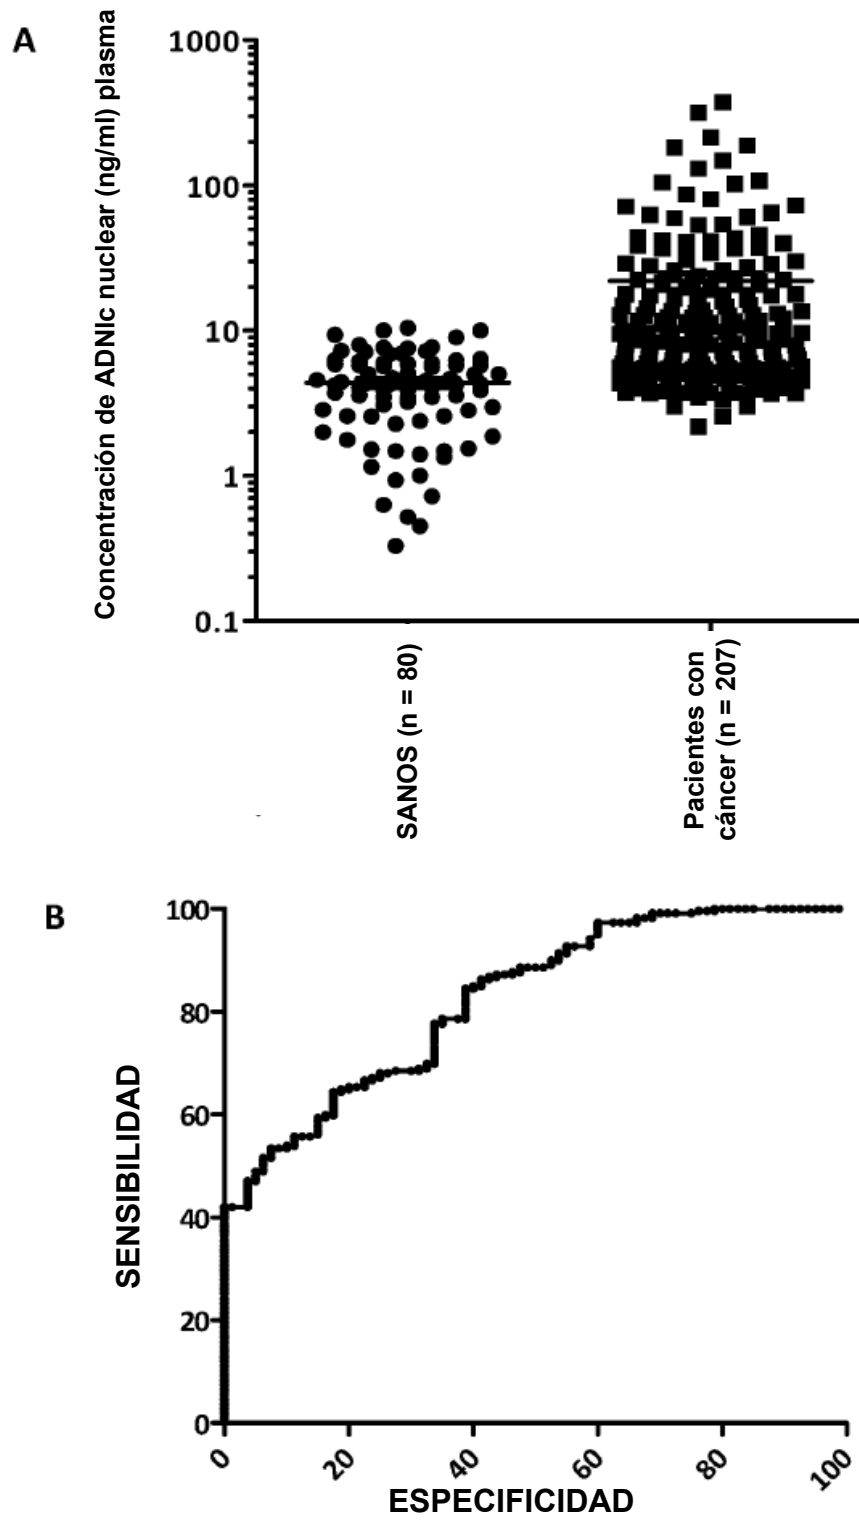 A
Concentración de ADNlc nuclear (ng/ml) plasma
1000
100
10
1
0.1
SANOS (n = 80)
Pacientes con
cáncer (n = 207)
B
SENSIBILIDAD
100
80
60
40
20
0
0
20
40
60
80
100
ESPECIFICIDAD